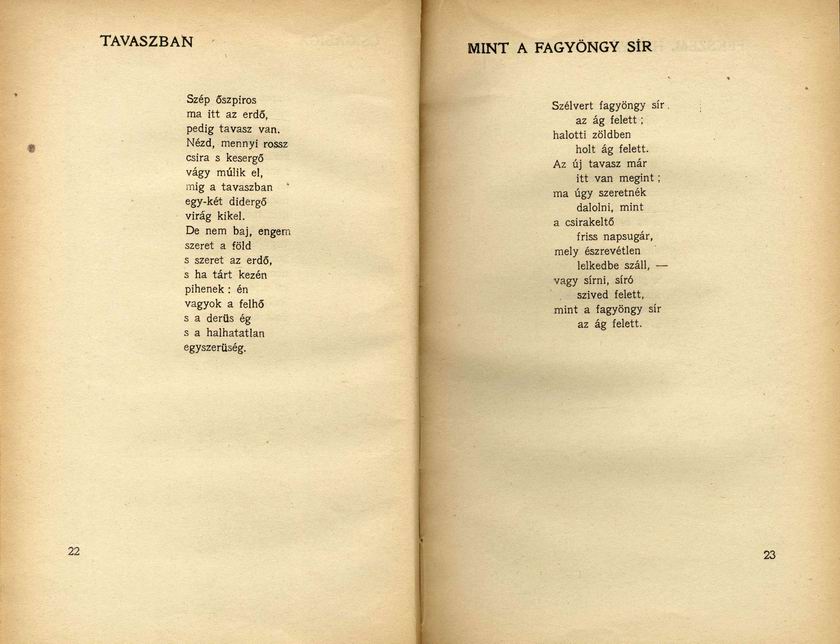 TAVASZBAN
Szép őszpiros
ma itt az erdő,
pedig tavasz van.
Nézd, mennyi rossz
csira s kesergő
vágy múlik el,
mig a tavaszban
egy-két didergő
virág kikel.
De nem baj, engem
szeret a föld
s szeret az erdő,
s ha tárt kezén
pihenek : én
vagyok a felhő
s a derüs ég
s a halhatatlan
egyszerüség.
22
MINT A FAGYÖNGY SÍR
Szélvert fagyöngy sír
az ág felett ;
halotti zöldben
holt ág felett.
Az új tavasz már
itt van megint ;
ma úgy szeretnék
dalolni, mint
a csirakeltő
friss napsugár,
mely észrevétlen
lelkedbe száll, —
vagy sírni, síró
szived felett,
mint a fagyöngy sír
az ág felett.
23